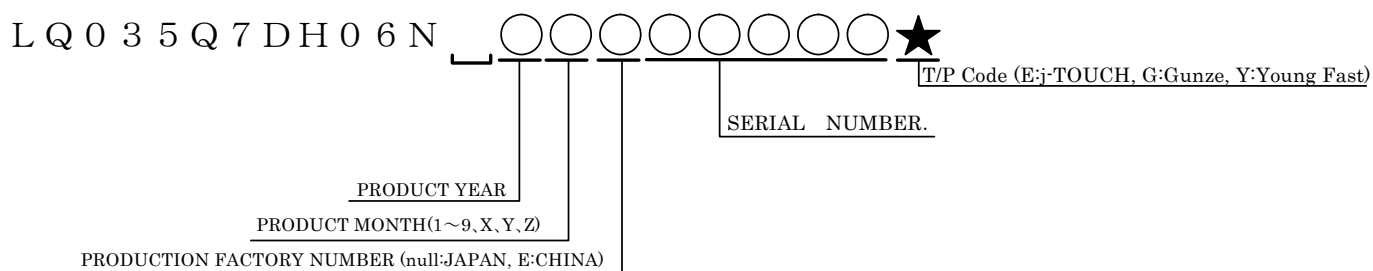 LQ035Q7DH06N
T/P Code (E:j-TOUCH, G:Gunze, Y:Young Fast)
SERIAL NUMBER.
PRODUCT YEAR
PRODUCT MONTH(1～9、X、Y、Z)
PRODUCTION FACTORY NUMBER (null:JAPAN, E:CHINA)